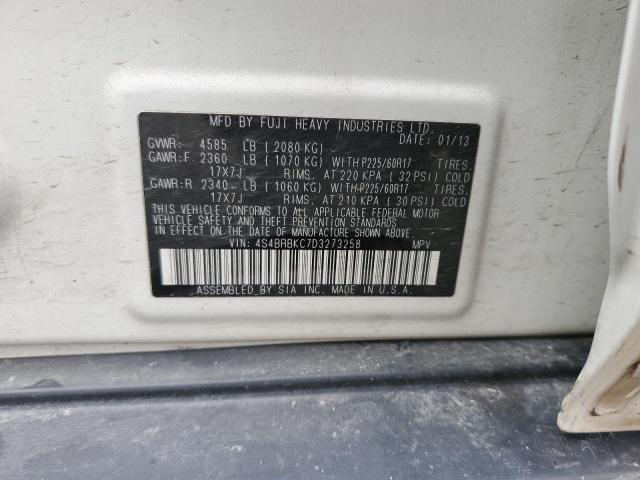 MFD BY FUJI HEAVY INDUSTRIES LTD.
DATE: 01/13
GVWR: 4585 LB ( 2080 KG)
GAWR:F 2360 LB ( 1070 KG) WITH-P225/60R17 TIRES,
17X7J RIMS, AT 220 KPA ( 32 PSI) COLD
GAWR:R 2340 LB ( 1060 KG) WITH-P225/60R17 TIRES,
17X7J RIMS, AT 210 KPA ( 30 PSI) COLD
THIS VEHICLE CONFORMS TO ALL APPLICABLE FEDERAL MOTOR
VEHICLE SAFETY AND THEFT PREVENTION STANDARDS
IN EFFECT ON THE DATE OF MANUFACTURE SHOWN ABOVE.
VIN: 4S4BRBKC7D3273258 MPV
ASSEMBLED BY SIA INC. MADE IN U.S.A.